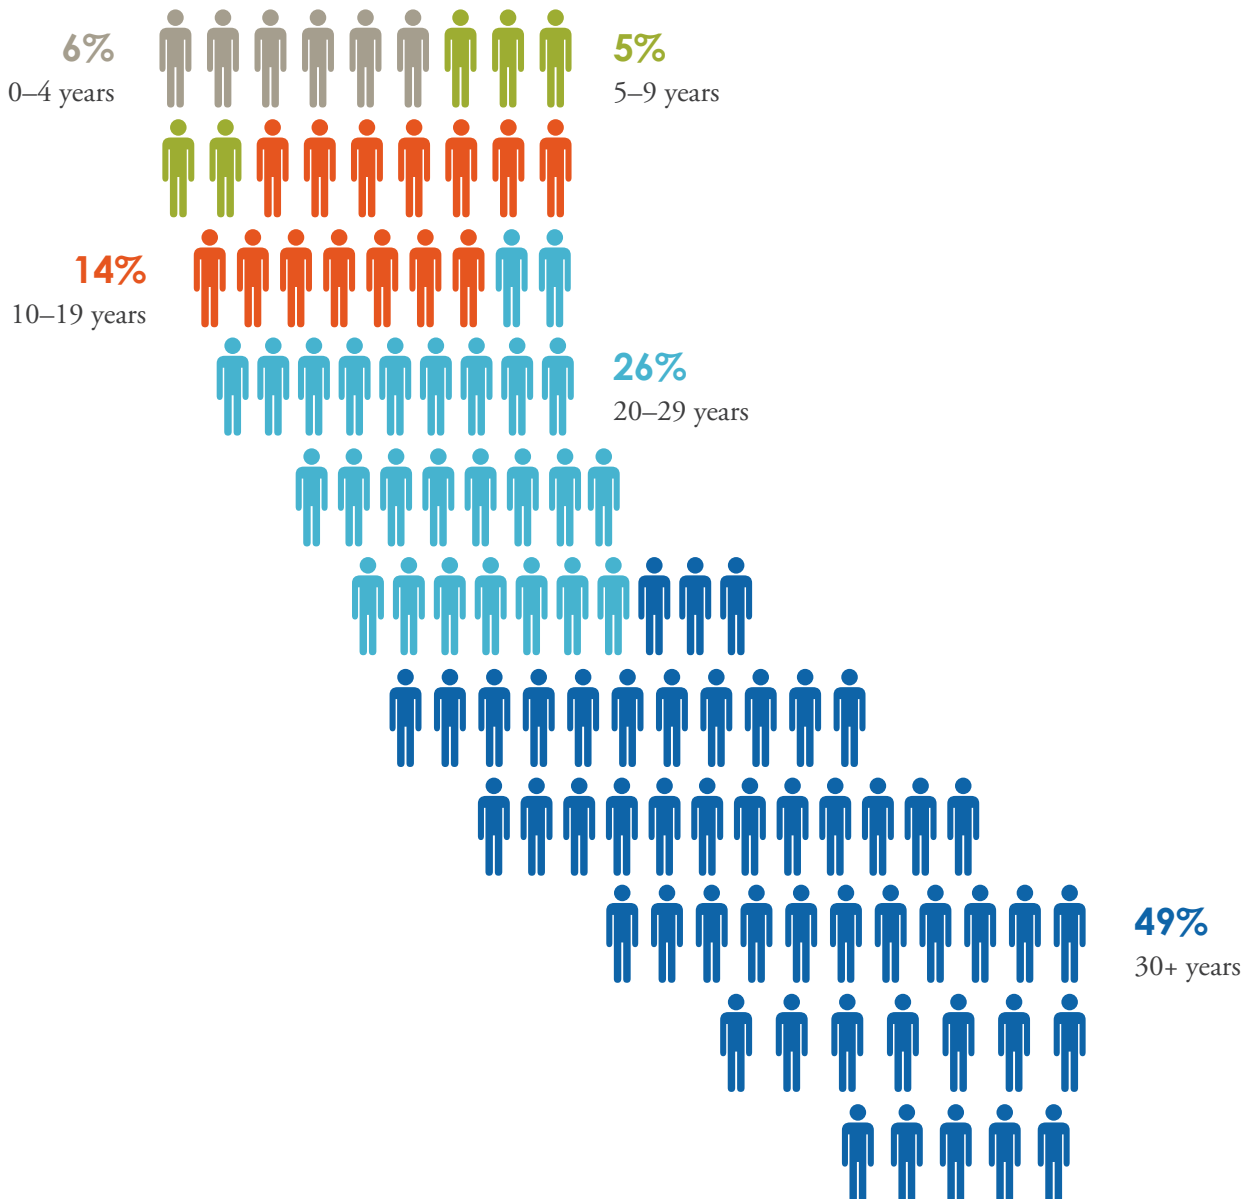 6%
0–4 years
5%
5–9 years
14%
10–19 years
26%
20–29 years
49%
30+ years